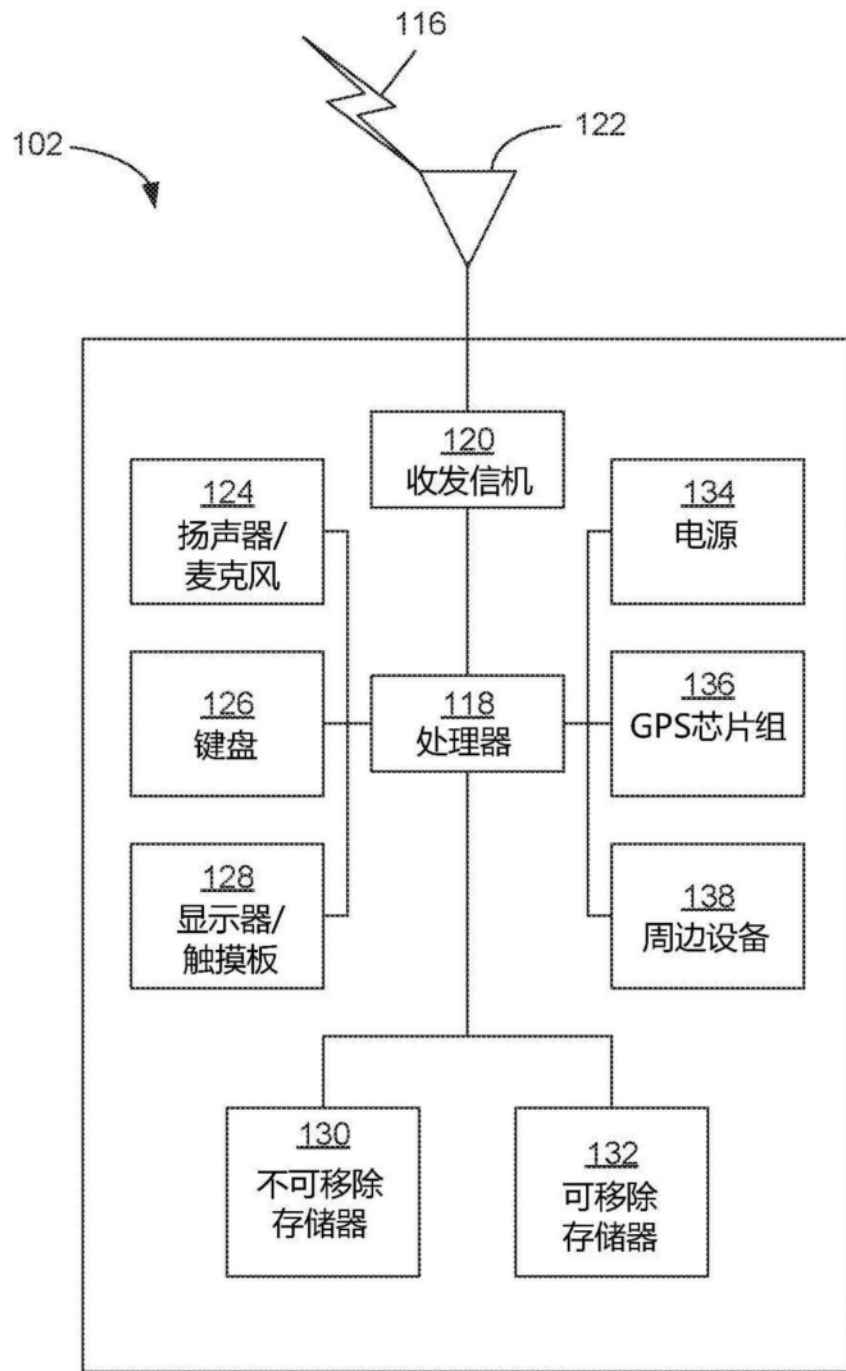 116
122
102
120
收发信机
124
扬声器/
麦克风
134
电源
126
键盘
118
处理器
136
GPS芯片组
128
显示器/
触摸板
138
周边设备
130
不可移除
存储器
132
可移除
存储器